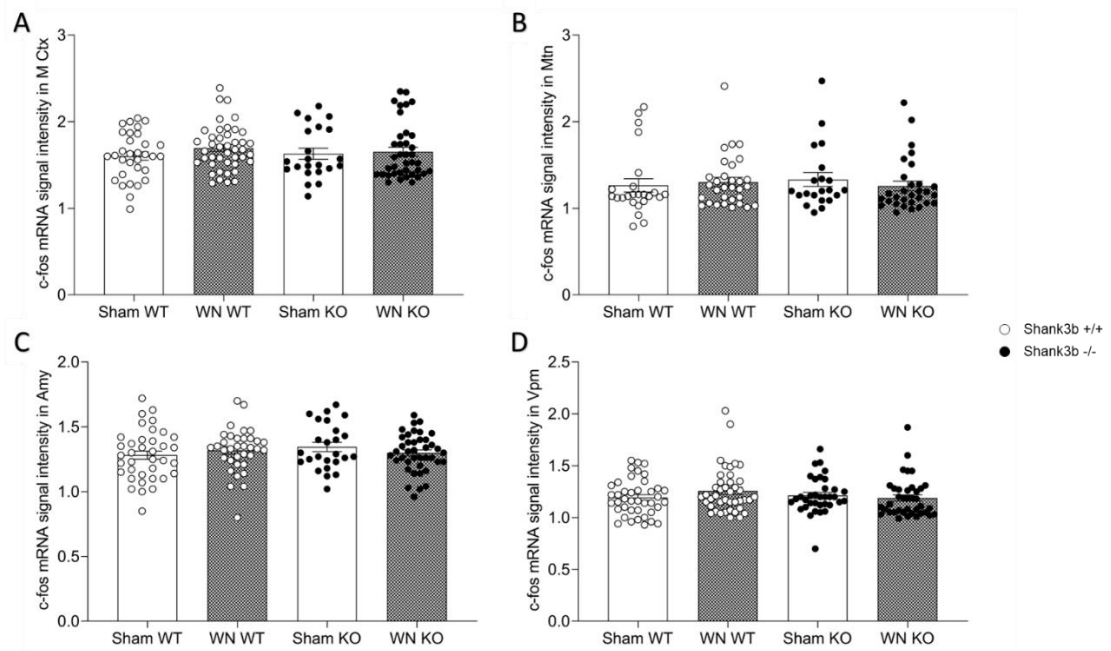 A
c-fos mRNA signal intensity in M Ctx
3
2
1
0
Sham WT WN WT Sham KO WN KO
B
c-fos mRNA signal intensity in Mtn
3
2
1
0
Sham WT WN WT Sham KO WN KO
C
c-fos mRNA signal intensity in Amy
2.0
1.5
1.0
0.5
0.0
Sham WT WN WT Sham KO WN KO
D
c-fos mRNA signal intensity in Vpm
2.5
2.0
1.5
1.0
0.5
0.0
Sham WT WN WT Sham KO WN KO
Shank3b +/+
Shank3b -/-